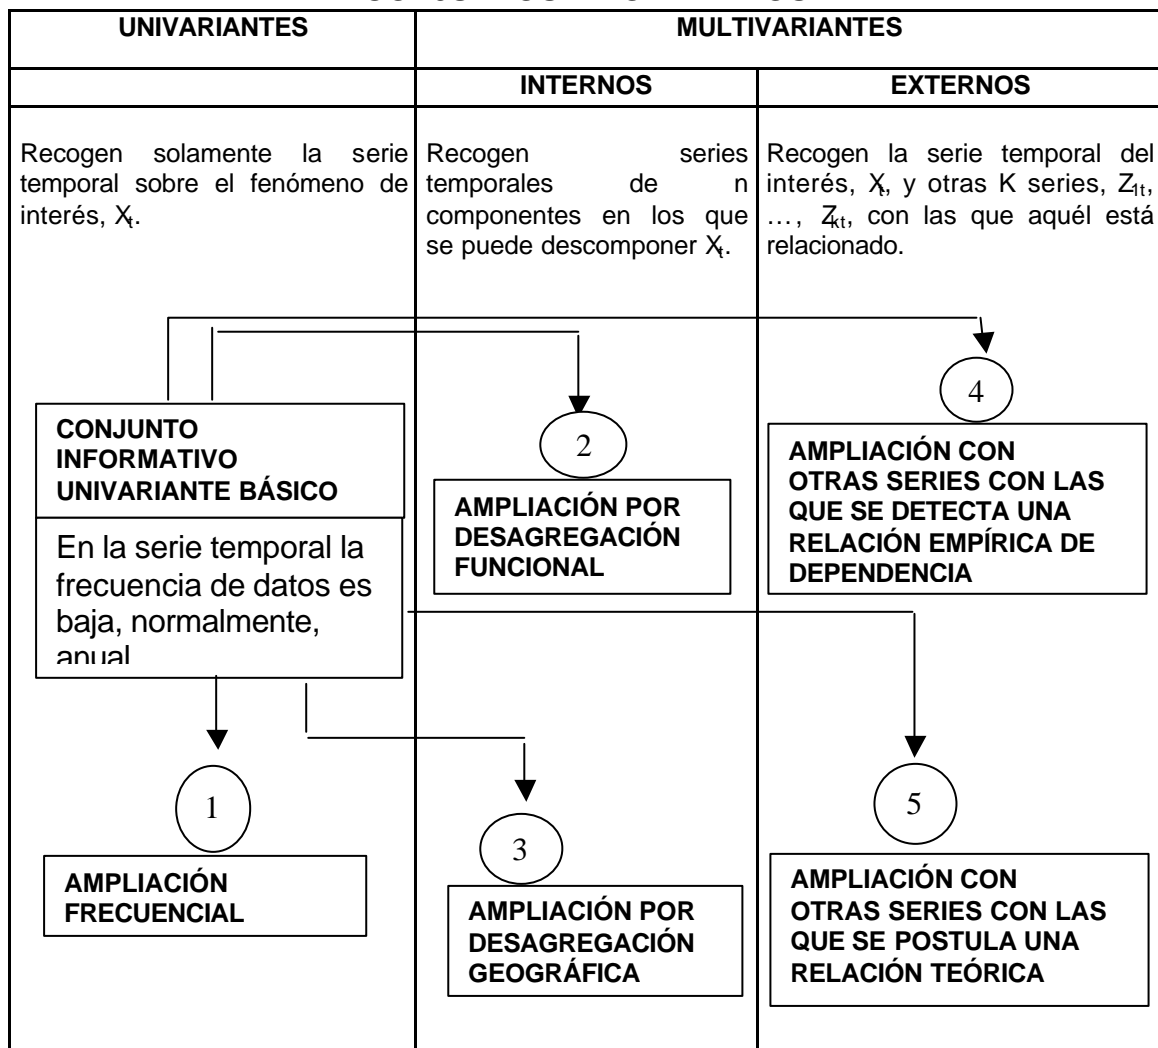 UNIVARIANTES
MULTIVARIANTES
INTERNOS
EXTERNOS
Recogen solamente la serie
temporal sobre el fenómeno de
interés, Xt.
Recogen series
temporales de n
componentes en los que
se puede descomponer Xt.
Recogen la serie temporal del
interés, Xt, y otras K series, Z1t,
…, Zkt, con las que aquél está
relacionado.
CONJUNTO
INFORMATIVO
UNIVARIANTE BÁSICO
En la serie temporal la
frecuencia de datos es
baja, normalmente,
anual
2
AMPLIACIÓN POR
DESAGREGACIÓN
FUNCIONAL
4
AMPLIACIÓN CON
OTRAS SERIES CON LAS
QUE SE DETECTA UNA
RELACIÓN EMPÍRICA DE
DEPENDENCIA
1
AMPLIACIÓN
FRECUENCIAL
3
AMPLIACIÓN POR
DESAGREGACIÓN
GEOGRÁFICA
5
AMPLIACIÓN CON
OTRAS SERIES CON LAS
QUE SE POSTULA UNA
RELACIÓN TEÓRICA